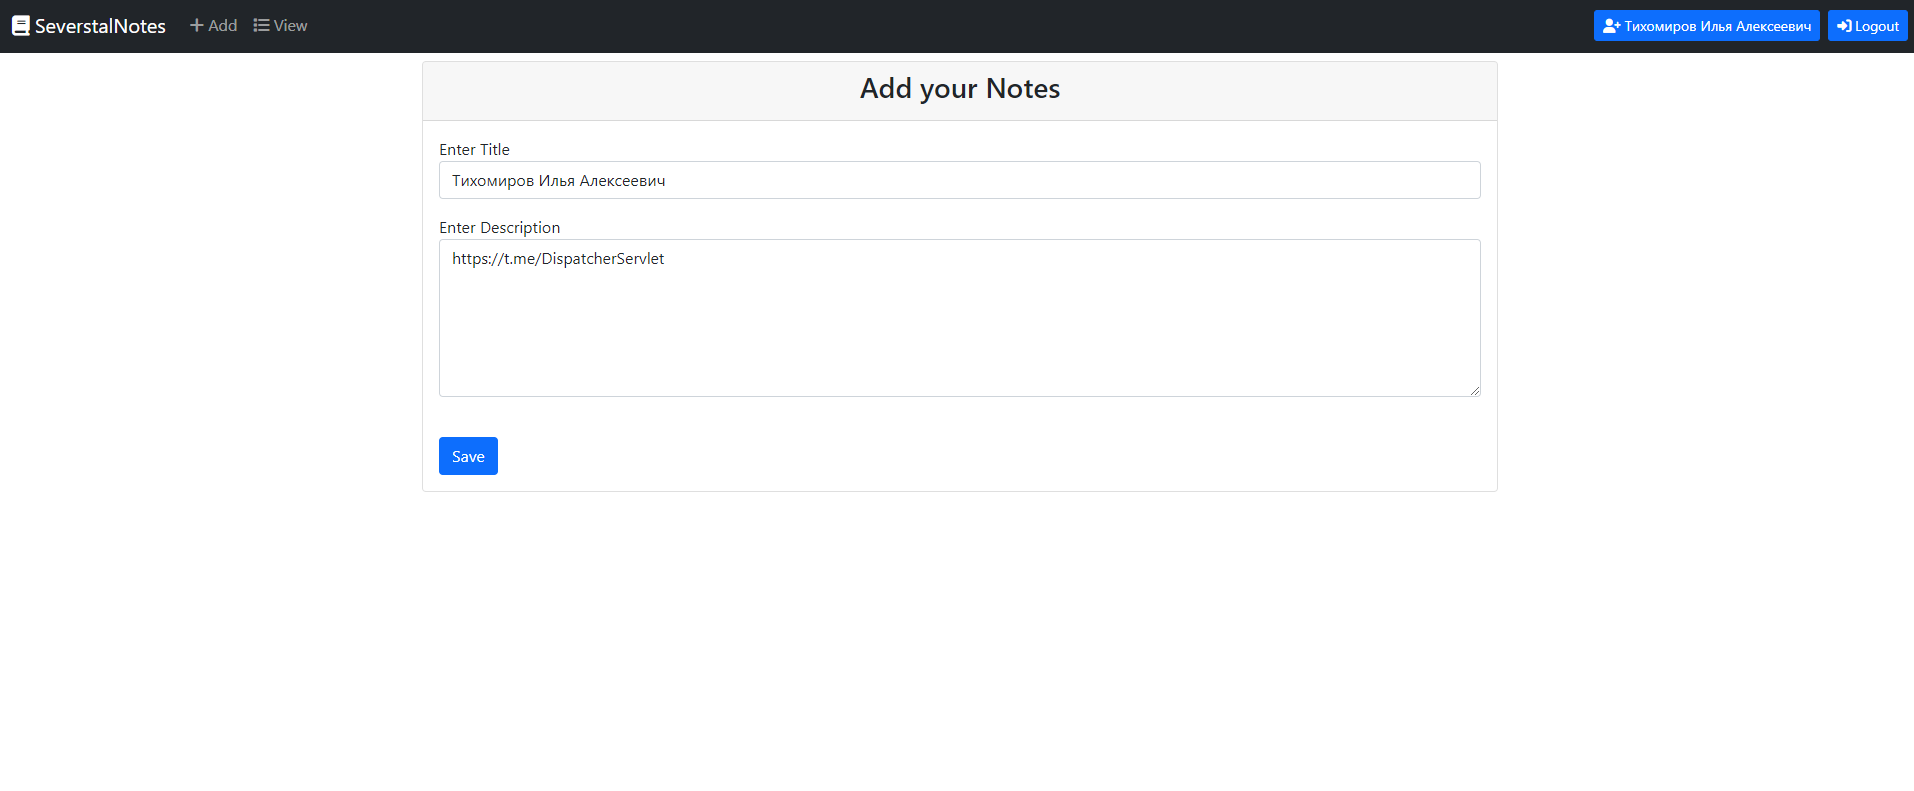 SeverstalNotes Add View Тихомиров Илья Алексеевич Logout
Add your Notes
Enter Title
Тихомиров Илья Алексеевич
Enter Description
https://t.me/DispatcherServlet
Save